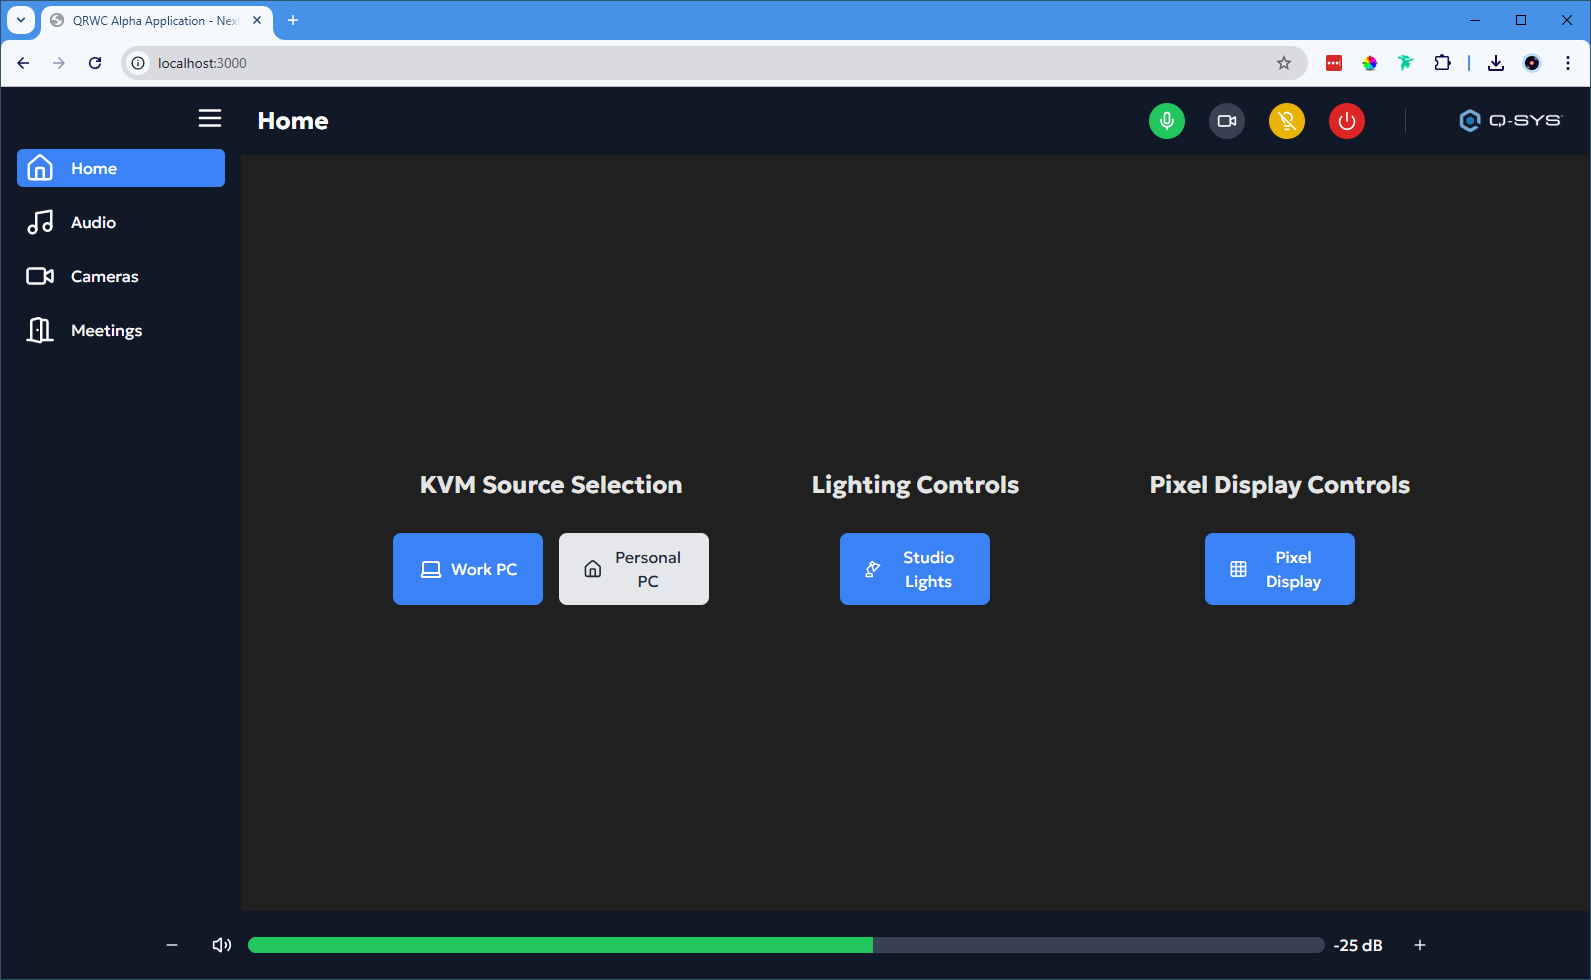 QRWC Alpha Application - Nex
localhost:3000
Home
Q-SYS
Home
Audio
Cameras
Meetings
KVM Source Selection
Lighting Controls
Pixel Display Controls
Work PC
Personal
PC
Studio
Lights
Pixel
Display
-25 dB